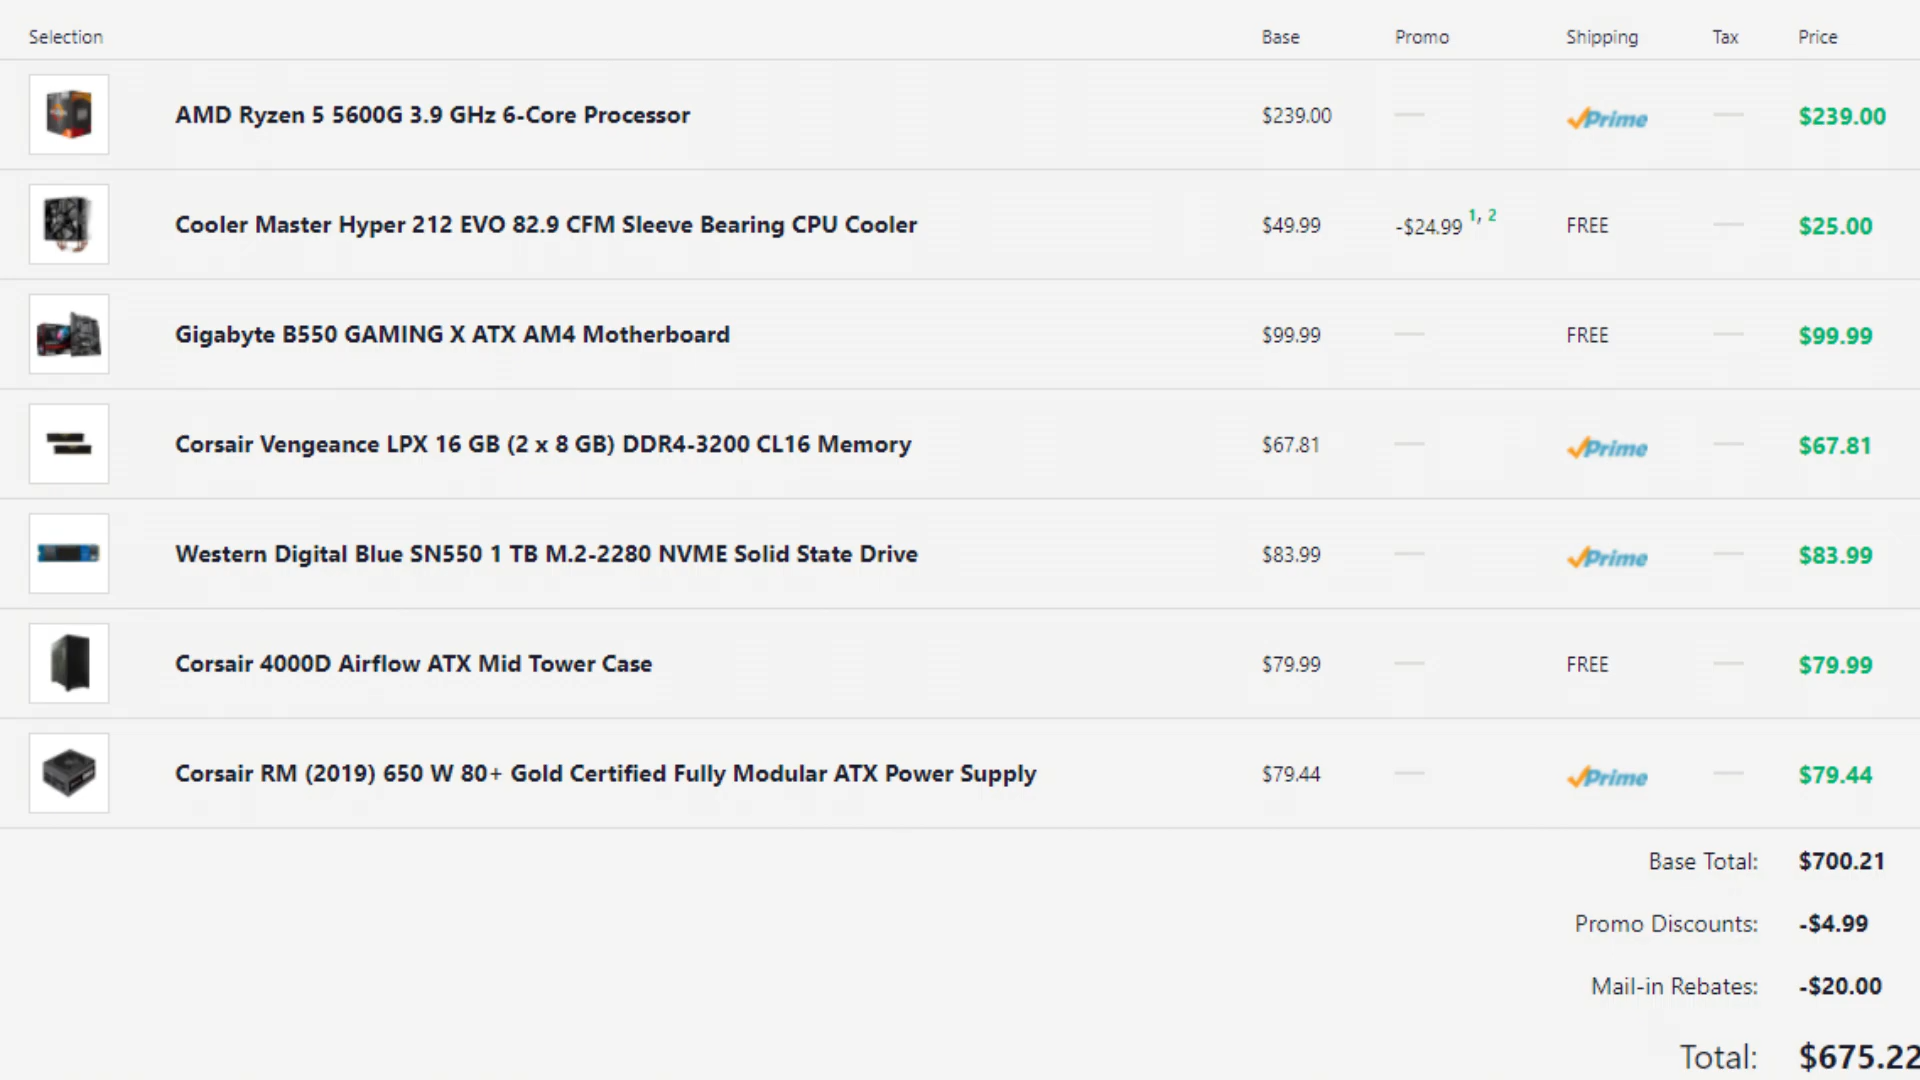 Selection Base Promo Shipping Tax Price
AMD Ryzen 5 5600G 3.9 GHz 6-Core Processor $239.00 — Prime — $239.00
Cooler Master Hyper 212 EVO 82.9 CFM Sleeve Bearing CPU Cooler $49.99 -$24.99 1, 2 FREE — $25.00
Gigabyte B550 GAMING X ATX AM4 Motherboard $99.99 — FREE — $99.99
Corsair Vengeance LPX 16 GB (2 x 8 GB) DDR4-3200 CL16 Memory $67.81 — Prime — $67.81
Western Digital Blue SN550 1 TB M.2-2280 NVME Solid State Drive $83.99 — Prime — $83.99
Corsair 4000D Airflow ATX Mid Tower Case $79.99 — FREE — $79.99
Corsair RM (2019) 650 W 80+ Gold Certified Fully Modular ATX Power Supply $79.44 — Prime — $79.44
Base Total: $700.21
Promo Discounts: -$4.99
Mail-in Rebates: -$20.00
Total: $675.22